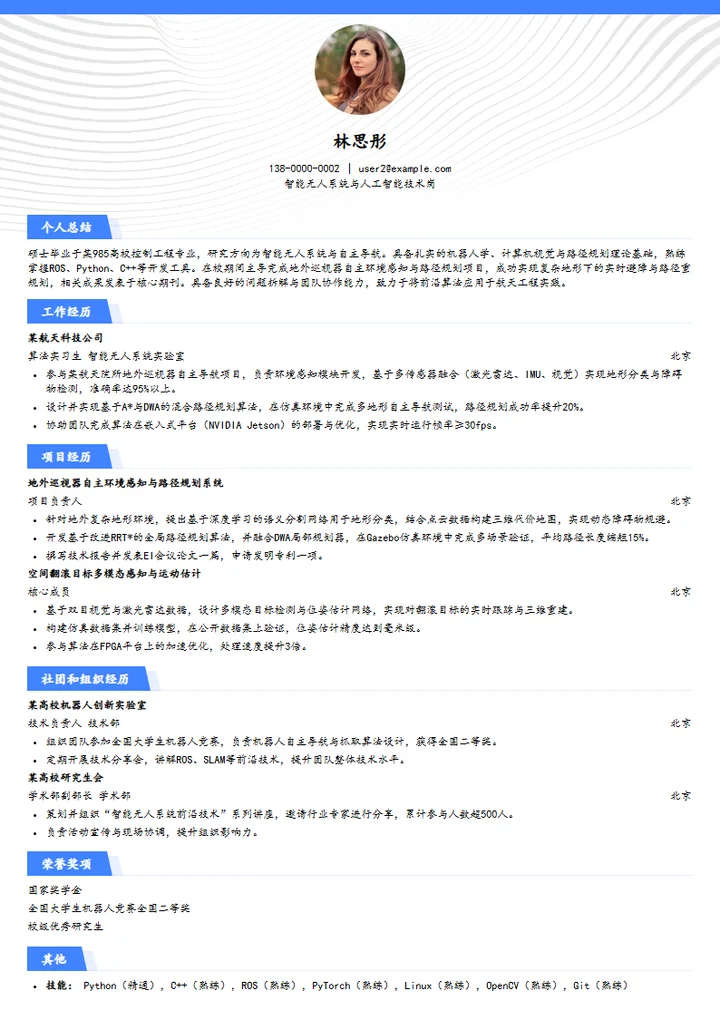 林思彤
138-0000-0002 | user2@example.com
智能无人系统与人工智能技术岗
个人总结
硕士毕业于某985高校控制工程专业，研究方向为智能无人系统与自主导航。具备扎实的机器人学、计算机视觉与路径规划理论基础，熟练
掌握ROS、Python、C++等开发工具。在校期间主导完成地外巡视器自主环境感知与路径规划项目，成功实现复杂地形下的实时避障与路径重
规划，相关成果发表于核心期刊。具备良好的问题拆解与团队协作能力，致力于将前沿算法应用于航天工程实践。
工作经历
某航天科技公司
算法实习生 智能无人系统实验室 北京
• 参与某航天院所地外巡视器自主导航项目，负责环境感知模块开发，基于多传感器融合（激光雷达、IMU、视觉）实现地形分类与障碍
物检测，准确率达95%以上。
• 设计并实现基于A*与DWA的混合路径规划算法，在仿真环境中完成多地形自主导航测试，路径规划成功率提升20%。
• 协助团队完成算法在嵌入式平台（NVIDIA Jetson）的部署与优化，实现实时运行帧率≥30fps。
项目经历
地外巡视器自主环境感知与路径规划系统
项目负责人 北京
• 针对地外复杂地形环境，提出基于深度学习的语义分割网络用于地形分类，结合点云数据构建三维代价地图，实现动态障碍物规避。
• 开发基于改进RRT*的全局路径规划算法，并融合DWA局部规划器，在Gazebo仿真环境中完成多场景验证，平均路径长度缩短15%。
• 撰写技术报告并发表EI会议论文一篇，申请发明专利一项。
空间翻滚目标多模态感知与运动估计
核心成员 北京
• 基于双目视觉与激光雷达数据，设计多模态目标检测与位姿估计网络，实现对翻滚目标的实时跟踪与三维重建。
• 构建仿真数据集并训练模型，在公开数据集上验证，位姿估计精度达到毫米级。
• 参与算法在FPGA平台上的加速优化，处理速度提升3倍。
社团和组织经历
某高校机器人创新实验室
技术负责人 技术部 北京
• 组织团队参加全国大学生机器人竞赛，负责机器人自主导航与抓取算法设计，获得全国二等奖。
• 定期开展技术分享会，讲解ROS、SLAM等前沿技术，提升团队整体技术水平。
某高校研究生会
学术部副部长 学术部 北京
• 策划并组织“智能无人系统前沿技术”系列讲座，邀请行业专家进行分享，累计参与人数超500人。
• 负责活动宣传与现场协调，提升组织影响力。
荣誉奖项
国家奖学金
全国大学生机器人竞赛全国二等奖
校级优秀研究生
其他
• 技能： Python（精通）, C++（熟练）, ROS（熟练）, PyTorch（熟练）, Linux（熟练）, OpenCV（熟练）, Git（熟练）